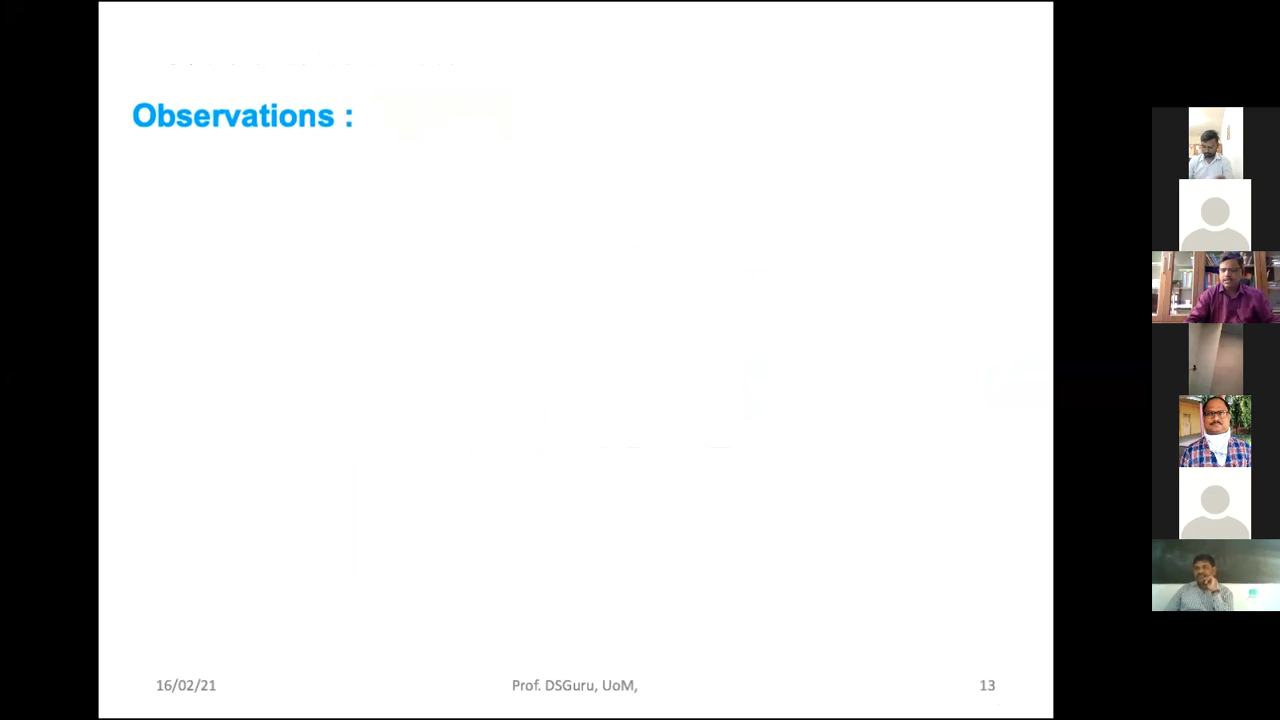 Observations :
16/02/21
Prof. DSGuru, UoM,
13